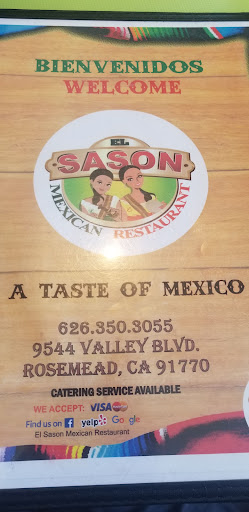 BIENVENIDOS
WELCOME
EL
SASON
MEXICAN RESTAURANT
A TASTE OF MEXICO
626.350.3055
9544 VALLEY BLVD.
ROSEMEAD, CA 91770
CATERING SERVICE AVAILABLE
WE ACCEPT: VISA
Find us on f yelp Google
El Sason Mexican Restaurant